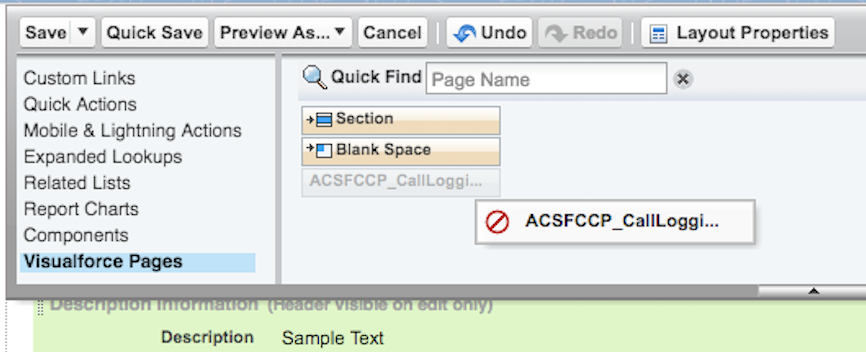 Save Quick Save Preview As... Cancel Undo Redo Layout Properties
Custom Links
Quick Actions
Mobile & Lightning Actions
Expanded Lookups
Related Lists
Report Charts
Components
Visualforce Pages
Quick Find Page Name
Section
Blank Space
ACSFCCP_CallLoggi...
ACSFCCP_CallLoggi...
Description Information (Header visible on edit only)
Description Sample Text